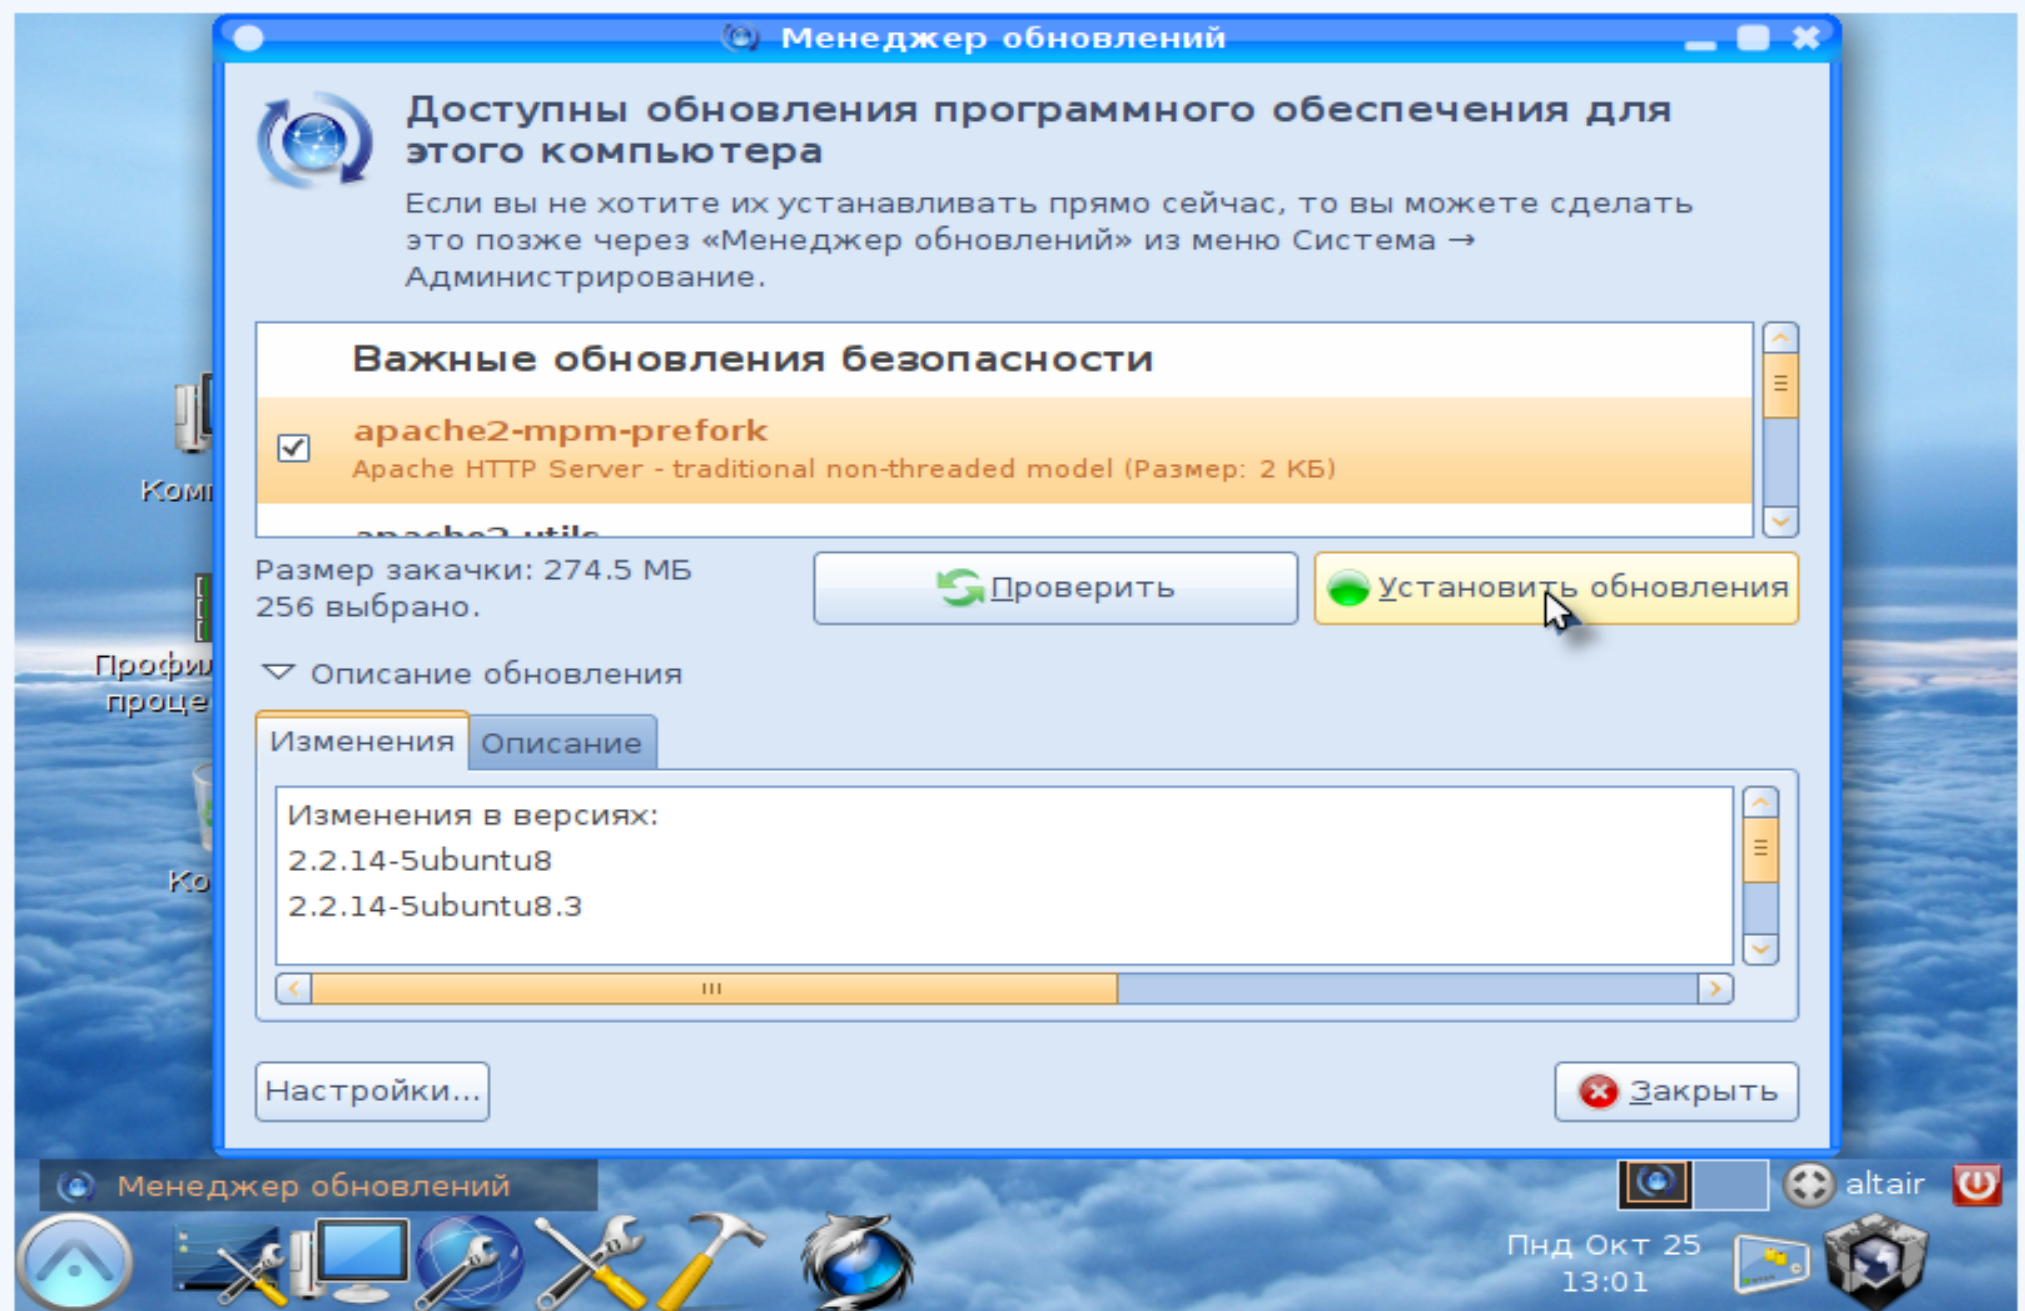 Менеджер обновлений
Доступны обновления программного обеспечения для
этого компьютера
Если вы не хотите их устанавливать прямо сейчас, то вы можете сделать
это позже через «Менеджер обновлений» из меню Система →
Администрирование.
Важные обновления безопасности
apache2-mpm-prefork
Apache HTTP Server - traditional non-threaded model (Размер: 2 КБ)
Размер закачки: 274.5 МБ
256 выбрано.
Проверить
Установить обновления
Описание обновления
Изменения
Описание
Изменения в версиях:
2.2.14-5ubuntu8
2.2.14-5ubuntu8.3
Настройки...
Закрыть
Менеджер обновлений
altair
Пнд Окт 25
13:01